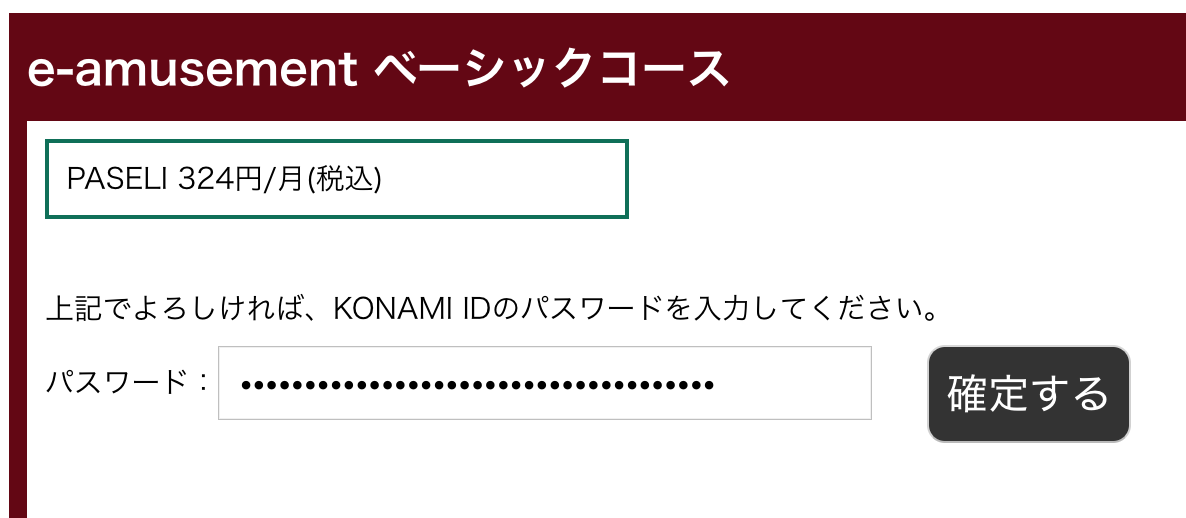 e-amusement ベーシックコース
PASELI 324円/月(税込)
上記でよろしければ、KONAMI IDのパスワードを入力してください。
パスワード：•••••••••••••••••••••••••••••••••••••
確定する